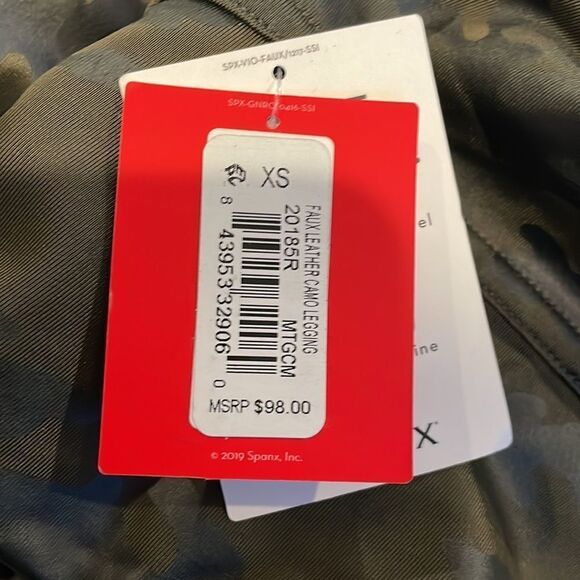 SPX-VIO-FAUX/1217-SSI
SPX-GNRC/0416-SSI
XS
FAUX LEATHER CAMO LEGGING
20185R MTGCM
8 43953 32906 0
MSRP $98.00
© 2019 Spanx, Inc.
el
ine
X